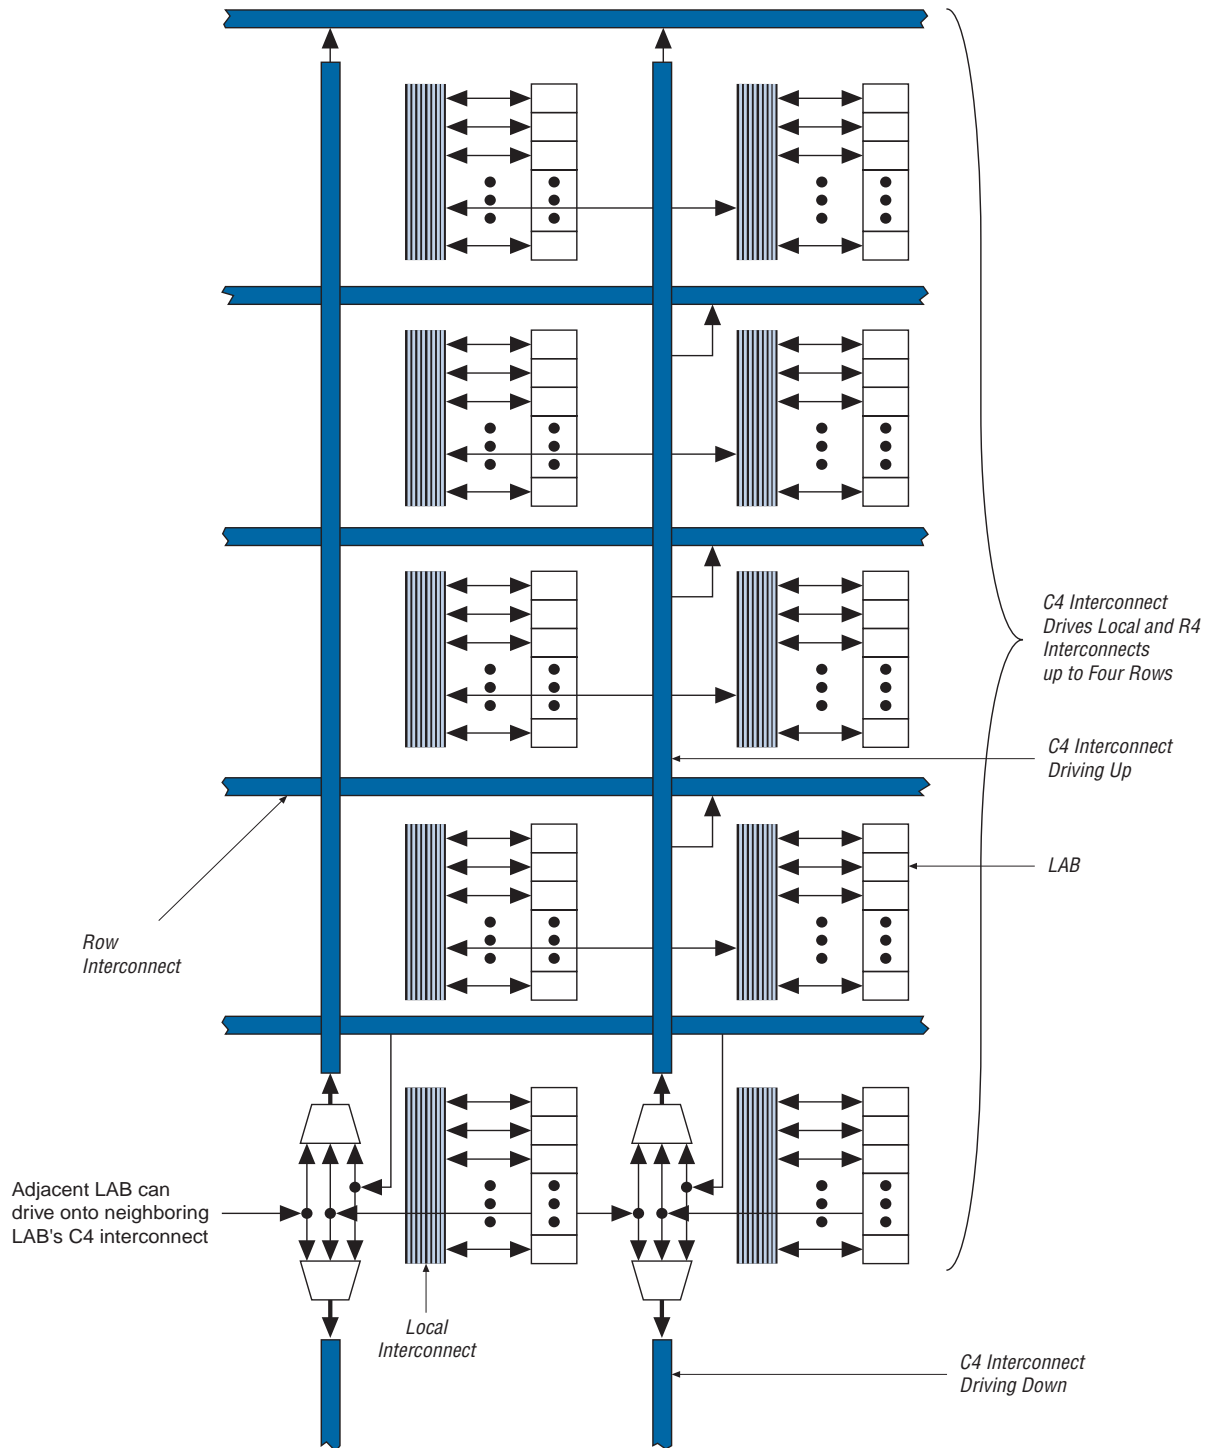 C4 Interconnect
Drives Local and R4
Interconnects
up to Four Rows
C4 Interconnect
Driving Up
LAB
Row
Interconnect
Adjacent LAB can
drive onto neighboring
LAB's C4 interconnect
Local
Interconnect
C4 Interconnect
Driving Down